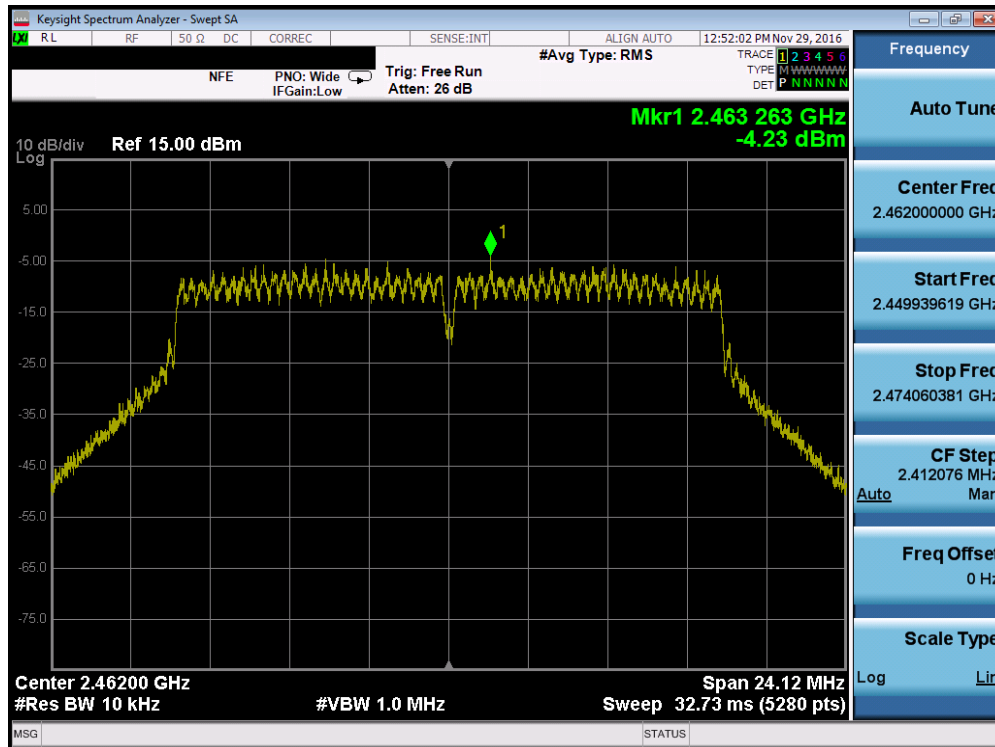 Keysight Spectrum Analyzer - Swept SA
LXI RL RF 50 Ω DC CORREC SENSE:INT ALIGN AUTO 12:52:02 PM Nov 29, 2016
#Avg Type: RMS
TRACE 1 2 3 4 5 6
TYPE M WWWWW
DET P N N N N N
NFE PNO: Wide Trig: Free Run
IFGain:Low Atten: 26 dB
Mkr1 2.463 263 GHz
-4.23 dBm
10 dB/div Ref 15.00 dBm
Log
1
5.00
-5.00
-15.0
-25.0
-35.0
-45.0
-55.0
-65.0
-75.0
Center 2.46200 GHz Span 24.12 MHz
#Res BW 10 kHz #VBW 1.0 MHz Sweep 32.73 ms (5280 pts)
MSG STATUS
Frequency
Auto Tune
Center Freq
2.462000000 GHz
Start Freq
2.449939619 GHz
Stop Freq
2.474060381 GHz
CF Step
2.412076 MHz
Auto Man
Freq Offset
0 Hz
Scale Type
Log Lin